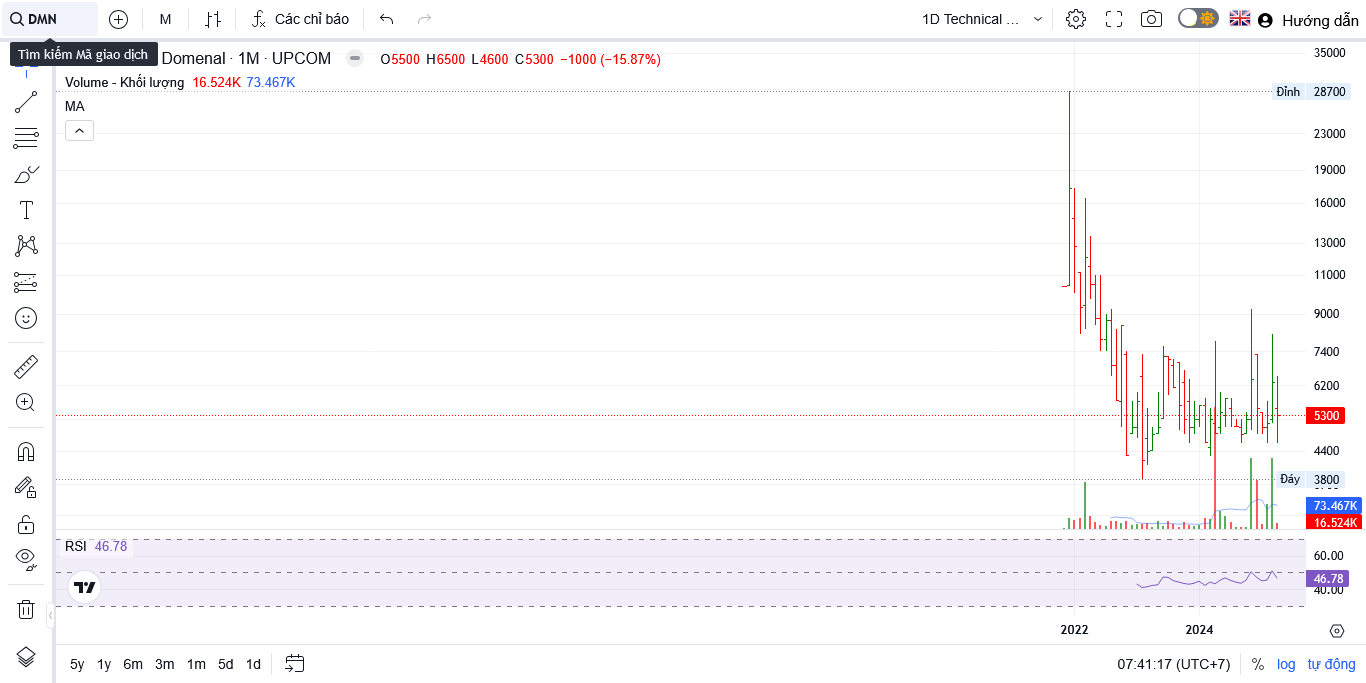 DMN M Các chỉ báo 1D Technical ... Hướng dẫn
Tìm kiếm Mã giao dịch
Domenal · 1M · UPCOM O5500 H6500 L4600 C5300 −1000 (−15.87%)
Volume - Khối lượng 16.524K 73.467K
MA
35000
Đỉnh 28700
23000
19000
16000
13000
11000
9000
7400
6200
5300
4400
Đáy 3800
73.467K
16.524K
RSI 46.78
60.00
46.78
40.00
2022 2024
5y 1y 6m 3m 1m 5d 1d 07:41:17 (UTC+7) % log tự động